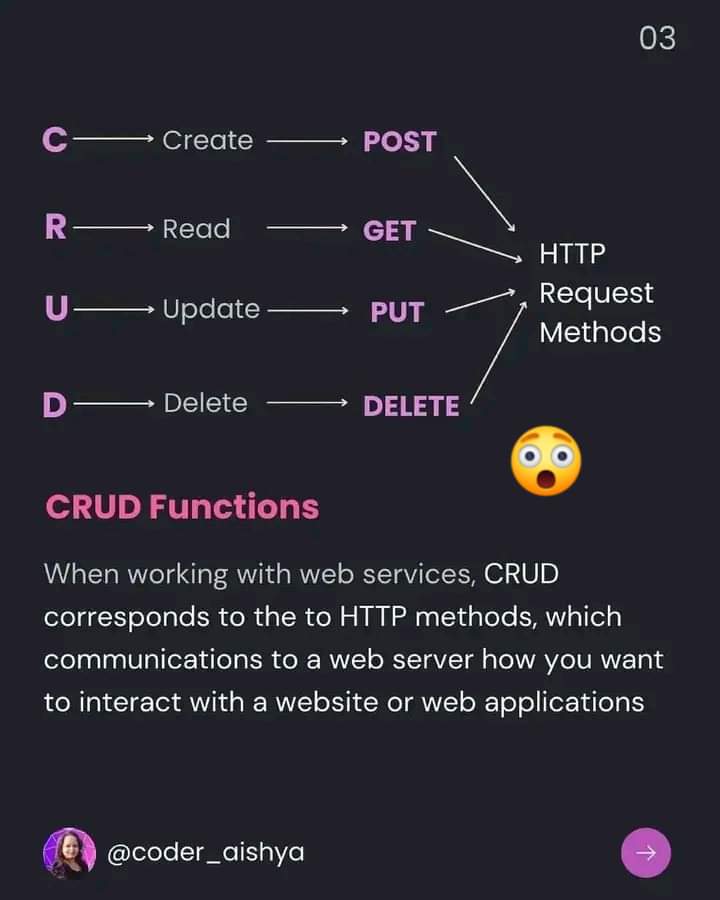 03
C Create POST
R Read GET
U Update PUT
D Delete DELETE
HTTP
Request
Methods
CRUD Functions
When working with web services, CRUD
corresponds to the to HTTP methods, which
communications to a web server how you want
to interact with a website or web applications
@coder_aishya